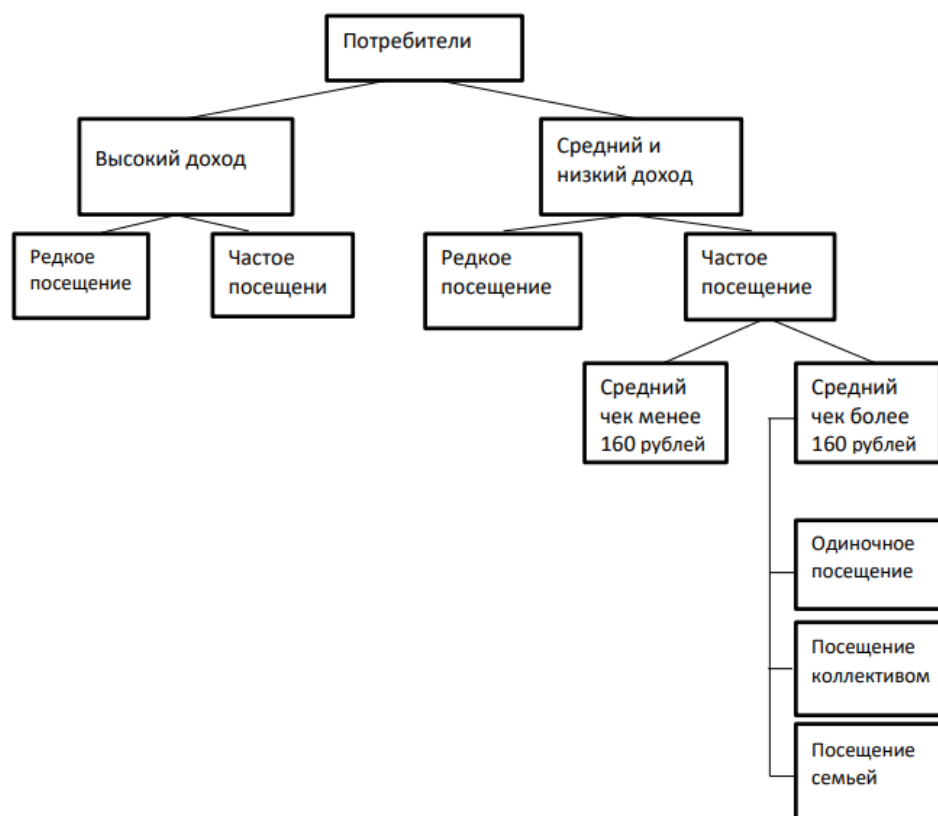 Потребители
Высокий доход
Средний и
низкий доход
Редкое
посещение
Частое
посещени
Редкое
посещение
Частое
посещение
Средний
чек менее
160 рублей
Средний
чек более
160 рублей
Одиночное
посещение
Посещение
коллективом
Посещение
семьей